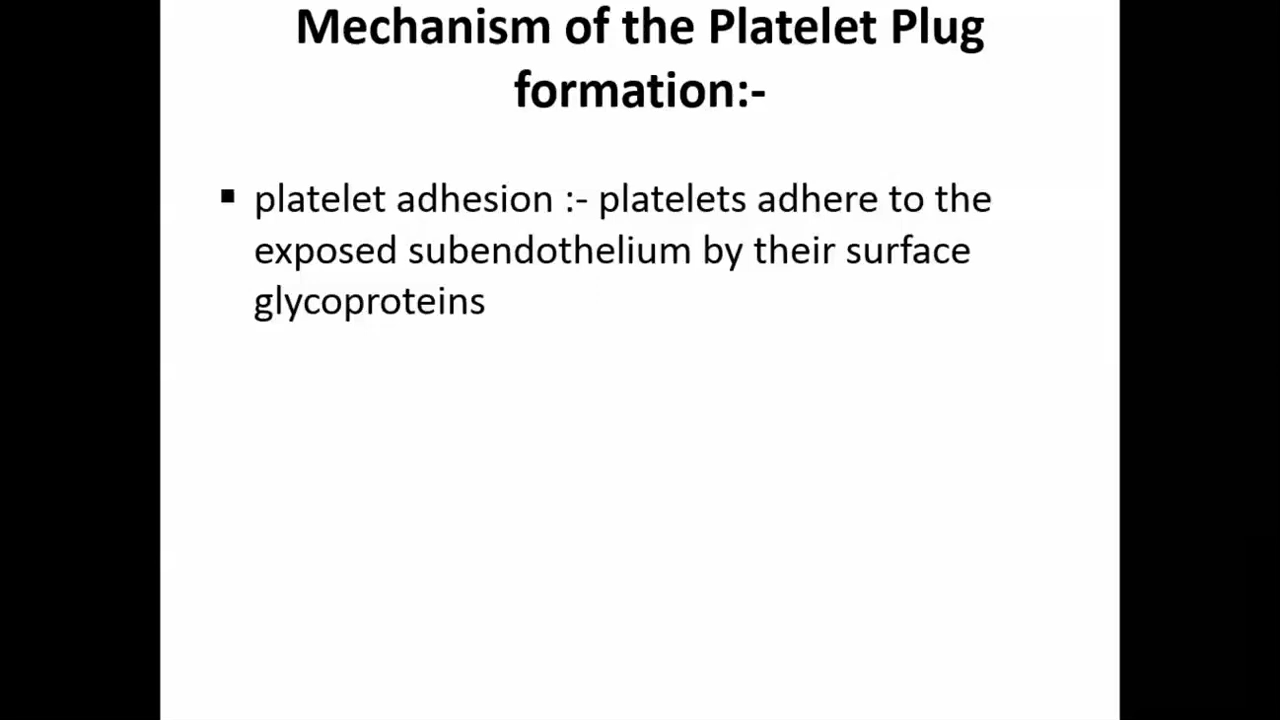 Mechanism of the Platelet Plug
formation:-
▪ platelet adhesion :- platelets adhere to the
exposed subendothelium by their surface
glycoproteins